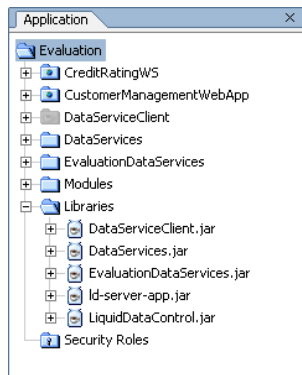 Application
Evaluation
CreditRatingWS
CustomerManagementWebApp
DataServiceClient
DataServices
EvaluationDataServices
Modules
Libraries
DataServiceClient.jar
DataServices.jar
EvaluationDataServices.jar
ld-server-app.jar
LiquidDataControl.jar
Security Roles